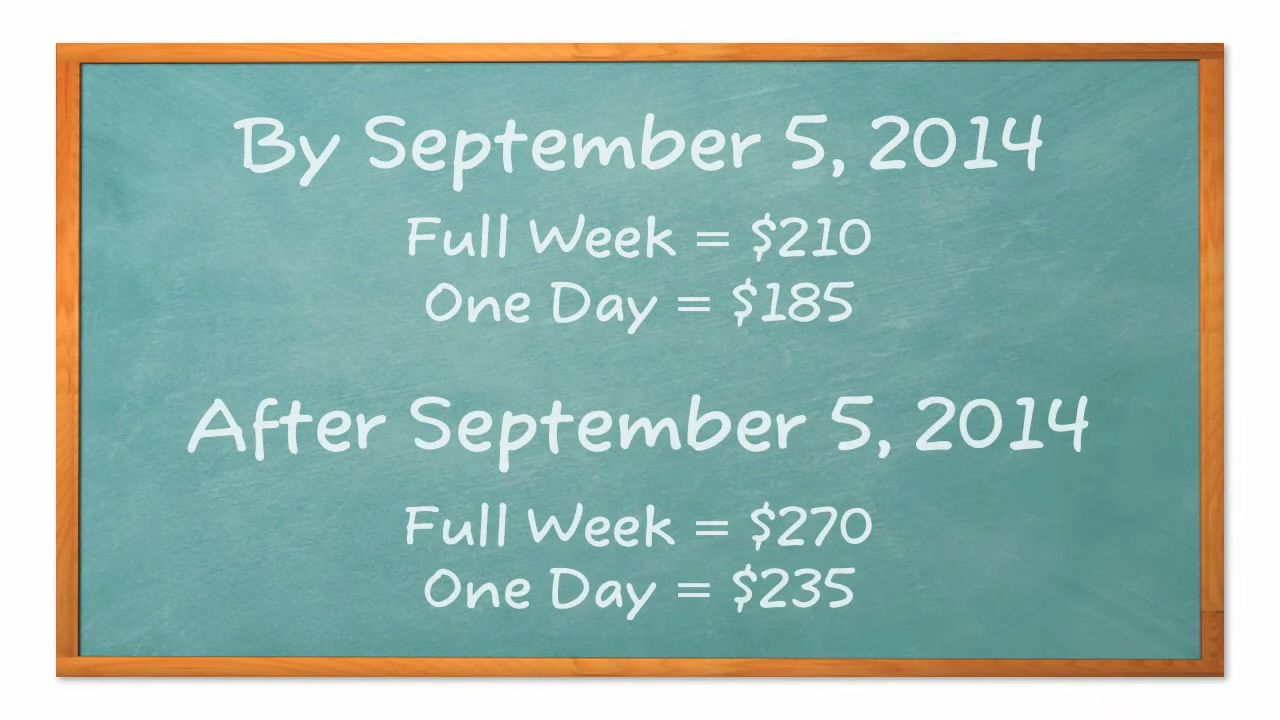 By September 5, 2014
Full Week = $210
One Day = $185
After September 5, 2014
Full Week = $270
One Day = $235